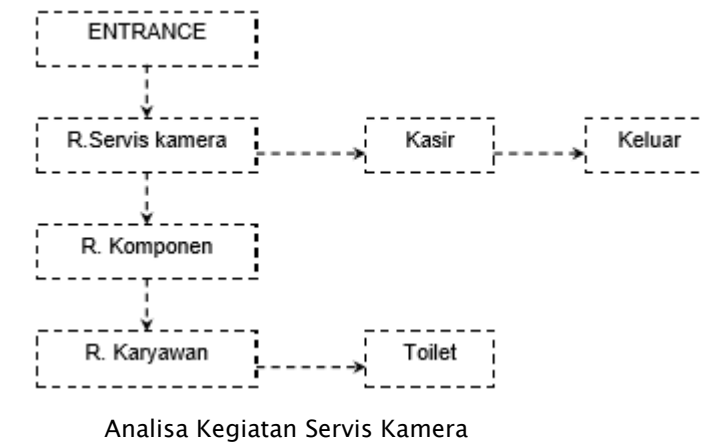 ENTRANCE
R.Servis kamera
Kasir
Keluar
R. Komponen
R. Karyawan
Toilet
Analisa Kegiatan Servis Kamera